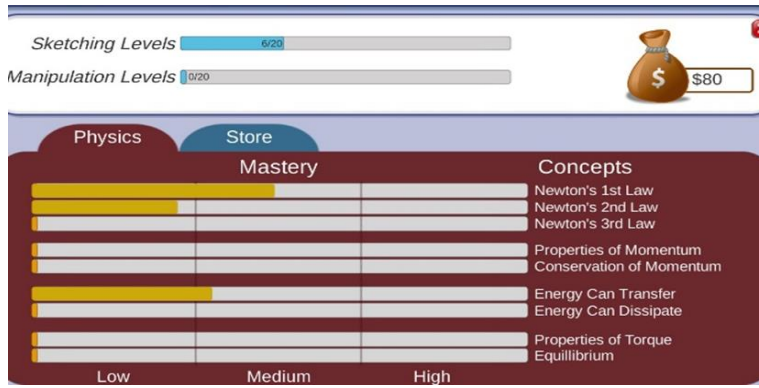 Sketching Levels 6/20
Manipulation Levels 0/20
$ $80
Physics Store
Mastery Concepts
Newton's 1st Law
Newton's 2nd Law
Newton's 3rd Law
Properties of Momentum
Conservation of Momentum
Energy Can Transfer
Energy Can Dissipate
Properties of Torque
Equillibrium
Low Medium High